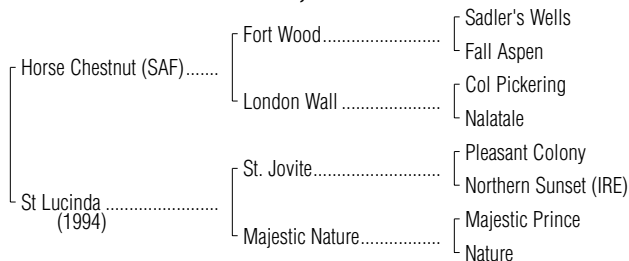 Sadler's Wells
Fort Wood
Fall Aspen
Horse Chestnut (SAF)
Col Pickering
London Wall
Nalatale
Pleasant Colony
St. Jovite
Northern Sunset (IRE)
St Lucinda
(1994)
Majestic Prince
Majestic Nature
Nature